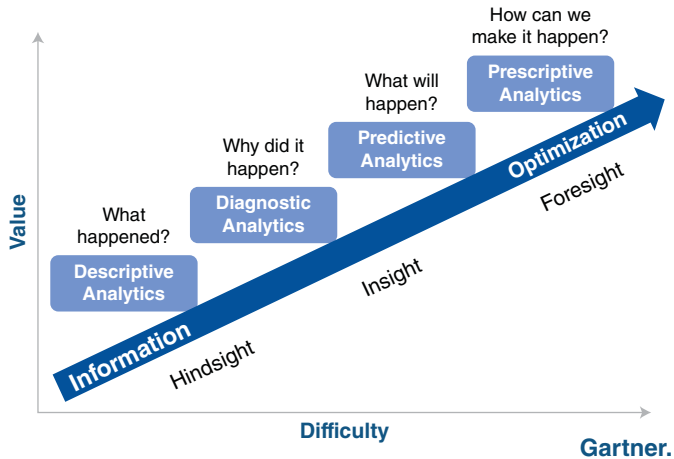 How can we
make it happen?
Prescriptive
Analytics
What will
happen?
Predictive
Analytics
Why did it
happen?
Diagnostic
Analytics
What
happened?
Descriptive
Analytics
Value
Information
Optimization
Hindsight
Insight
Foresight
Difficulty
Gartner.